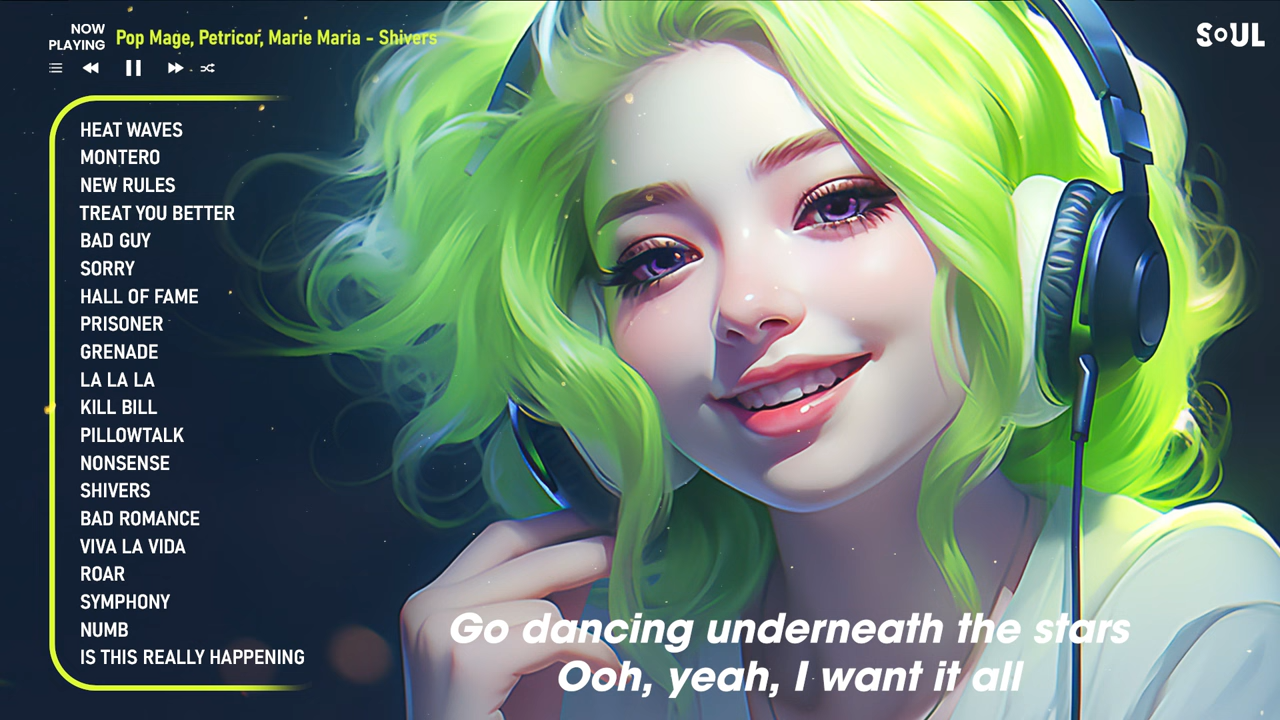 NOW
PLAYING
Pop Mage, Petricor, Marie Maria - Shivers
SOUL
HEAT WAVES
MONTERO
NEW RULES
TREAT YOU BETTER
BAD GUY
SORRY
HALL OF FAME
PRISONER
GRENADE
LA LA LA
KILL BILL
PILLOWTALK
NONSENSE
SHIVERS
BAD ROMANCE
VIVA LA VIDA
ROAR
SYMPHONY
NUMB
IS THIS REALLY HAPPENING
Go dancing underneath the stars
Ooh, yeah, I want it all